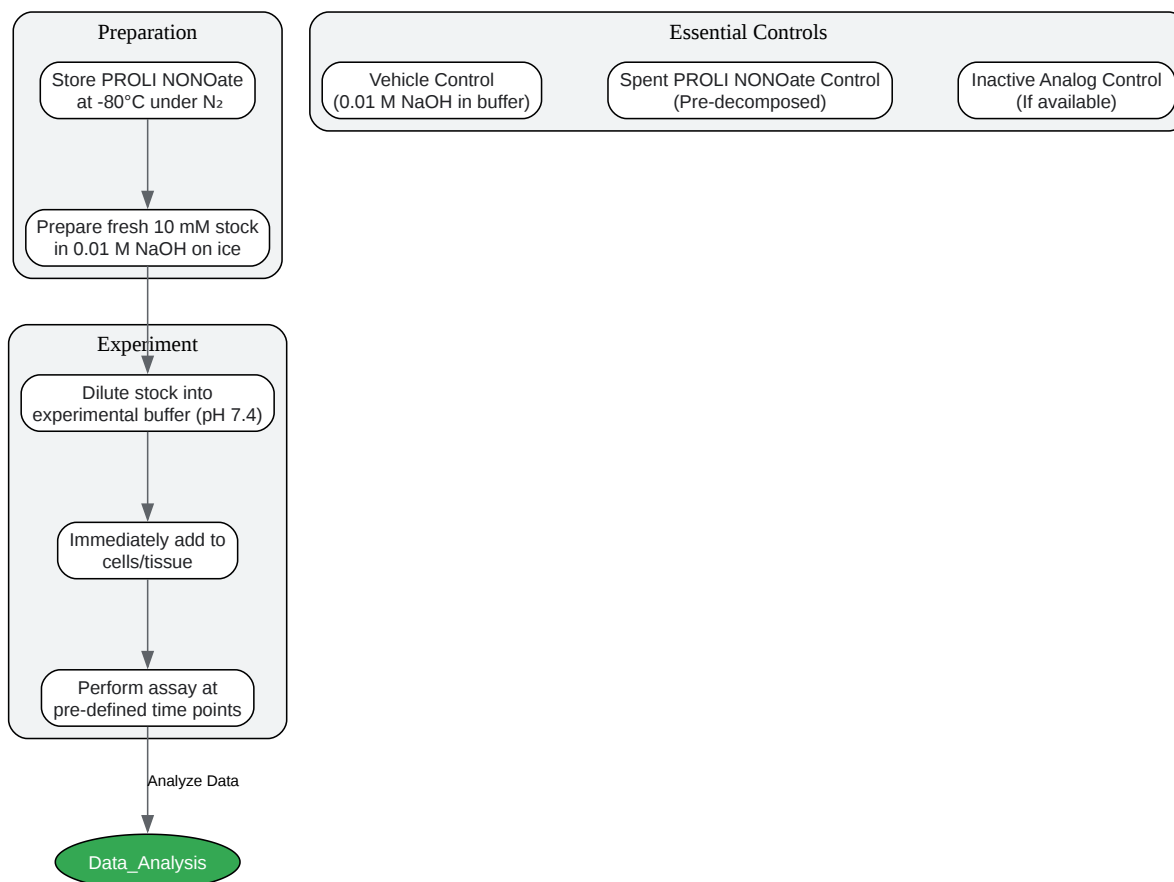 Preparation
Store PROLI NONOate
at -80°C under N₂
Prepare fresh 10 mM stock
in 0.01 M NaOH on ice
Experiment
Dilute stock into
experimental buffer (pH 7.4)
Immediately add to
cells/tissue
Perform assay at
pre-defined time points
Analyze Data
Data_Analysis
Essential Controls
Vehicle Control
(0.01 M NaOH in buffer)
Spent PROLI NONOate Control
(Pre-decomposed)
Inactive Analog Control
(If available)